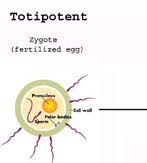 Totipotent
Zygote
(fertilized egg)
Pronucleus
Cell wall
Polar bodies
Sperm